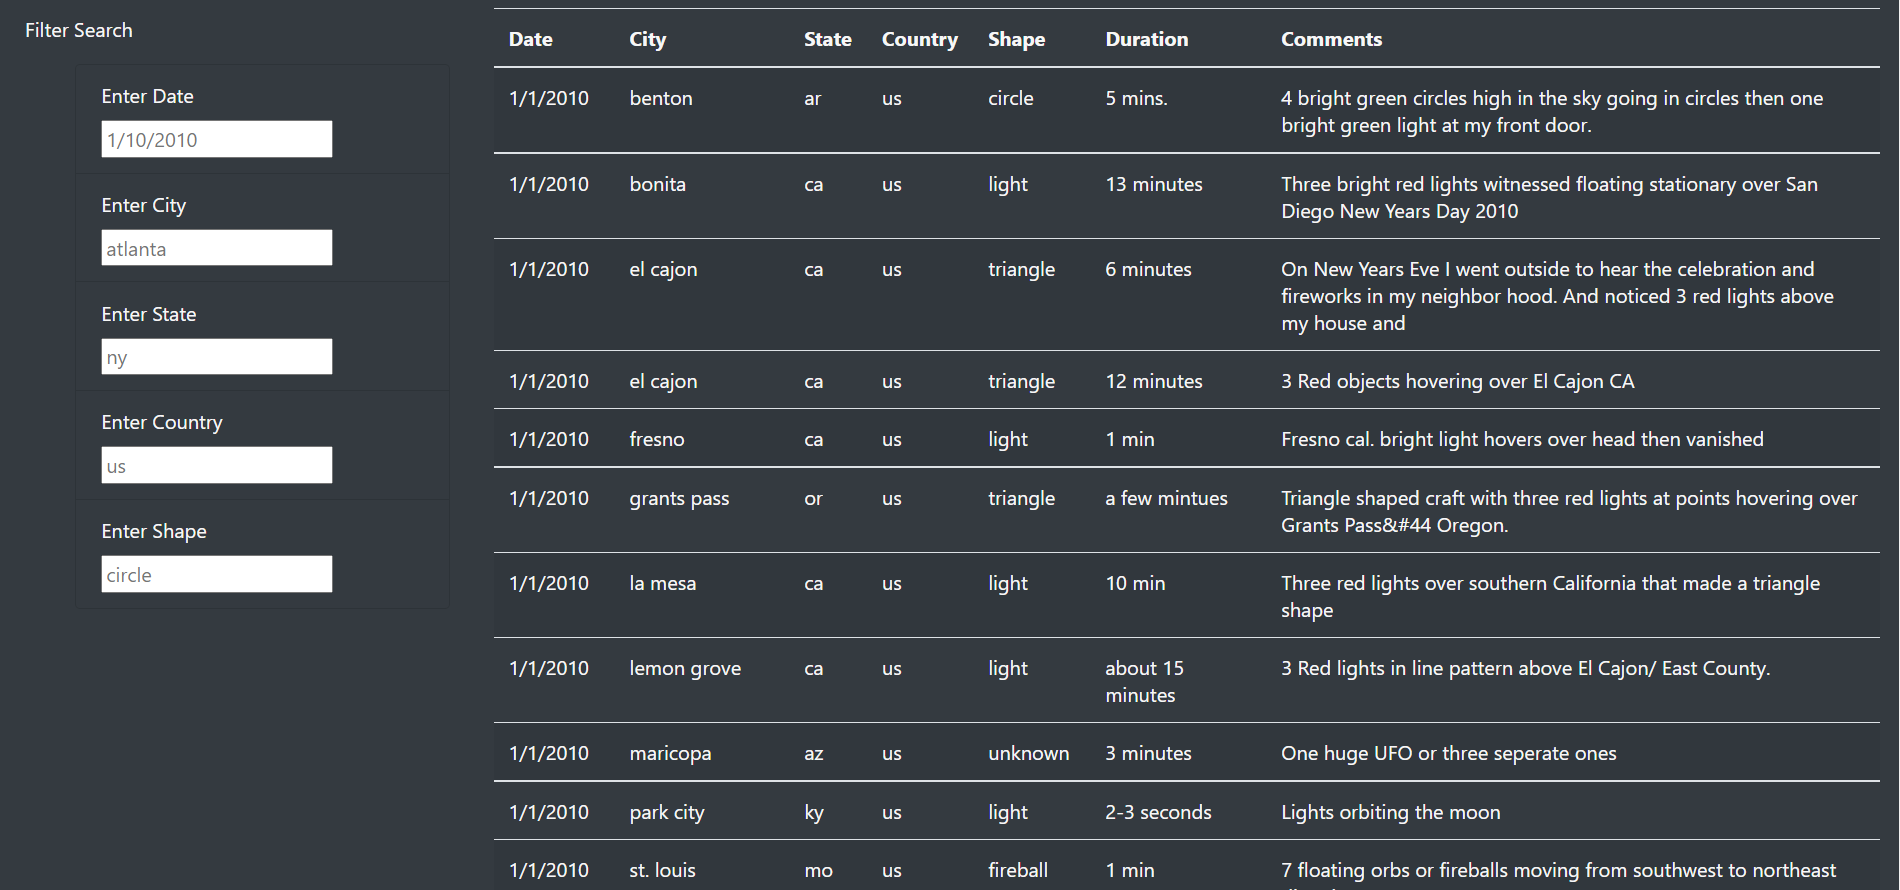 Filter Search
Enter Date
1/10/2010
Enter City
atlanta
Enter State
ny
Enter Country
us
Enter Shape
circle
Date City State Country Shape Duration Comments
1/1/2010 benton ar us circle 5 mins. 4 bright green circles high in the sky going in circles then one
bright green light at my front door.
1/1/2010 bonita ca us light 13 minutes Three bright red lights witnessed floating stationary over San
Diego New Years Day 2010
1/1/2010 el cajon ca us triangle 6 minutes On New Years Eve I went outside to hear the celebration and
fireworks in my neighbor hood. And noticed 3 red lights above
my house and
1/1/2010 el cajon ca us triangle 12 minutes 3 Red objects hovering over El Cajon CA
1/1/2010 fresno ca us light 1 min Fresno cal. bright light hovers over head then vanished
1/1/2010 grants pass or us triangle a few mintues Triangle shaped craft with three red lights at points hovering over
Grants Pass&#44 Oregon.
1/1/2010 la mesa ca us light 10 min Three red lights over southern California that made a triangle
shape
1/1/2010 lemon grove ca us light about 15 3 Red lights in line pattern above El Cajon/ East County.
minutes
1/1/2010 maricopa az us unknown 3 minutes One huge UFO or three seperate ones
1/1/2010 park city ky us light 2-3 seconds Lights orbiting the moon
1/1/2010 st. louis mo us fireball 1 min 7 floating orbs or fireballs moving from southwest to northeast